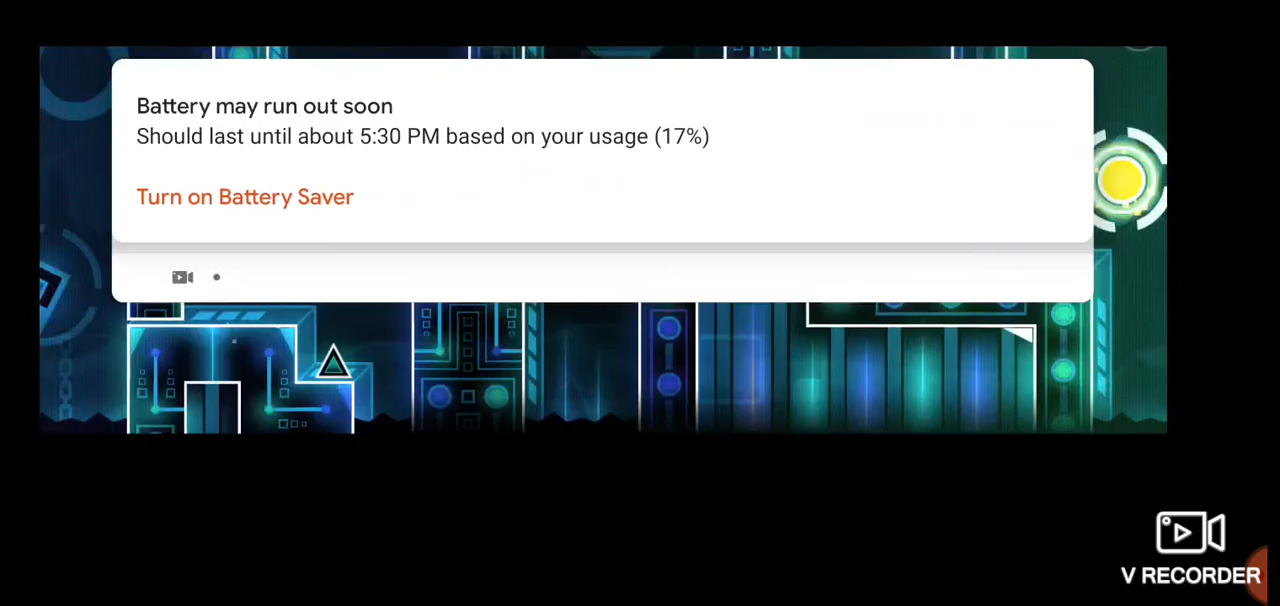 Battery may run out soon
Should last until about 5:30 PM based on your usage (17%)
Turn on Battery Saver
V RECORDER